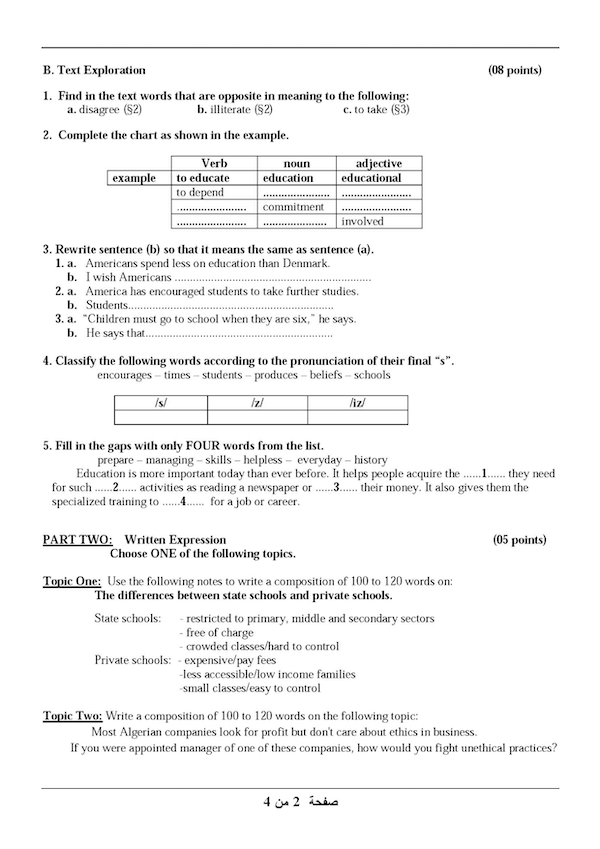 B. Text Exploration (08 points)
1. Find in the text words that are opposite in meaning to the following:
a. disagree (§2) b. illiterate (§2) c. to take (§3)
2. Complete the chart as shown in the example.
Verb noun adjective
example to educate education educational
to depend ...................... .......................
....................... commitment .......................
....................... ..................... involved
3. Rewrite sentence (b) so that it means the same as sentence (a).
1. a. Americans spend less on education than Denmark.
b. I wish Americans ..................................................................
2. a. America has encouraged students to take further studies.
b. Students....................................................................
3. a. "Children must go to school when they are six," he says.
b. He says that..............................................................
4. Classify the following words according to the pronunciation of their final “s”.
encourages – times – students – produces – beliefs – schools
/s/ /z/ /iz/
5. Fill in the gaps with only FOUR words from the list.
prepare – managing – skills – helpless – everyday – history
Education is more important today than ever before. It helps people acquire the ......1...... they need
for such ......2...... activities as reading a newspaper or ......3...... their money. It also gives them the
specialized training to ......4...... for a job or career.
PART TWO: Written Expression (05 points)
Choose ONE of the following topics.
Topic One: Use the following notes to write a composition of 100 to 120 words on:
The differences between state schools and private schools.
State schools: - restricted to primary, middle and secondary sectors
- free of charge
- crowded classes/hard to control
Private schools: - expensive/pay fees
-less accessible/low income families
-small classes/easy to control
Topic Two: Write a composition of 100 to 120 words on the following topic:
Most Algerian companies look for profit but don't care about ethics in business.
If you were appointed manager of one of these companies, how would you fight unethical practices?
صفحة 2 من 4